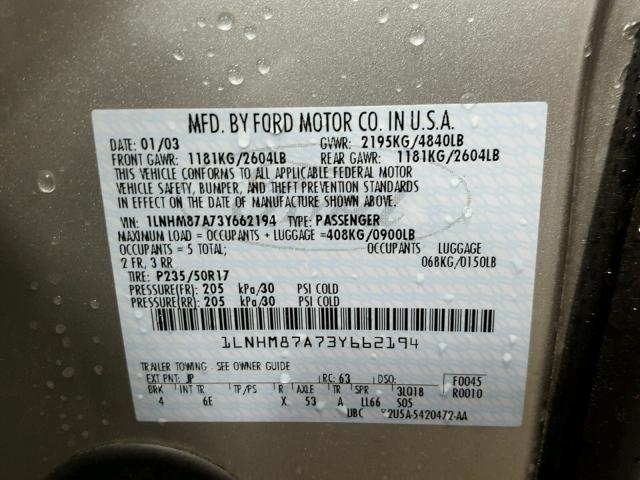 MFD. BY FORD MOTOR CO. IN U.S.A.
DATE: 01/03 GVWR: 2195KG/4840LB
FRONT GAWR: 1181KG/2604LB REAR GAWR: 1181KG/2604LB
THIS VEHICLE CONFORMS TO ALL APPLICABLE FEDERAL MOTOR
VEHICLE SAFETY, BUMPER, AND THEFT PREVENTION STANDARDS
IN EFFECT ON THE DATE OF MANUFACTURE SHOWN ABOVE.
VIN: 1LNHM87A73Y662194 TYPE: PASSENGER
MAXIMUM LOAD = OCCUPANTS + LUGGAGE = 408KG/0900LB
OCCUPANTS = 5 TOTAL; OCCUPANTS LUGGAGE
2 FR, 3 RR 068KG/0150LB
TIRE: P235/50R17
PRESSURE(FR): 205 kPa/30 PSI COLD
PRESSURE(RR): 205 kPa/30 PSI COLD
1LNHM87A73Y662194
TRAILER TOWING - SEE OWNER GUIDE
EXT PNT: JP RC: 63 DSO: F0045
BRK INT TR TP/PS R AXLE TR SPR 3LQ18 R0010
4 6E X 53 A LL66 S05
UBC Y2U5A-5420472-AA